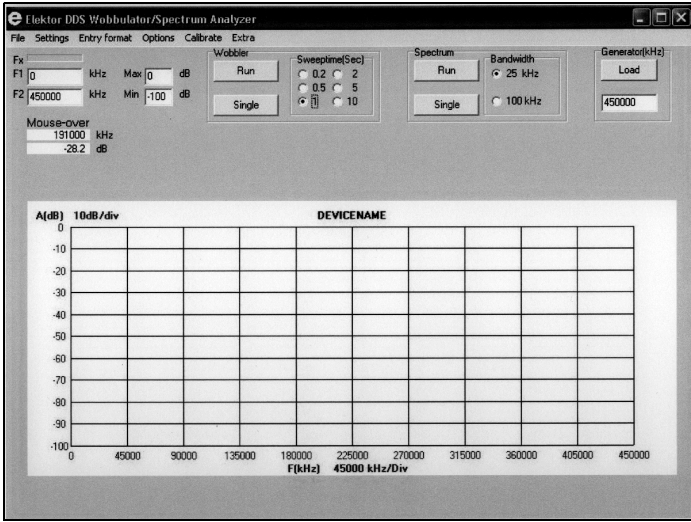 e Elektor DDS Wobbulator/Spectrum Analyzer
File Settings Entry format Options Calibrate Extra
Fx
F1 0 kHz Max 0 dB
F2 450000 kHz Min -100 dB
Mouse-over
191000 kHz
-28.2 dB
Wobbler
Run
Single
Sweeptime(Sec)
0.2 2
0.5 5
1 10
Spectrum
Run
Single
Bandwidth
25 kHz
100 kHz
Generator(kHz)
Load
450000
A(dB) 10dB/div DEVICENAME
0
-10
-20
-30
-40
-50
-60
-70
-80
-90
-100
0 45000 90000 135000 180000 225000 270000 315000 360000 405000 450000
F(kHz) 45000 kHz/Div